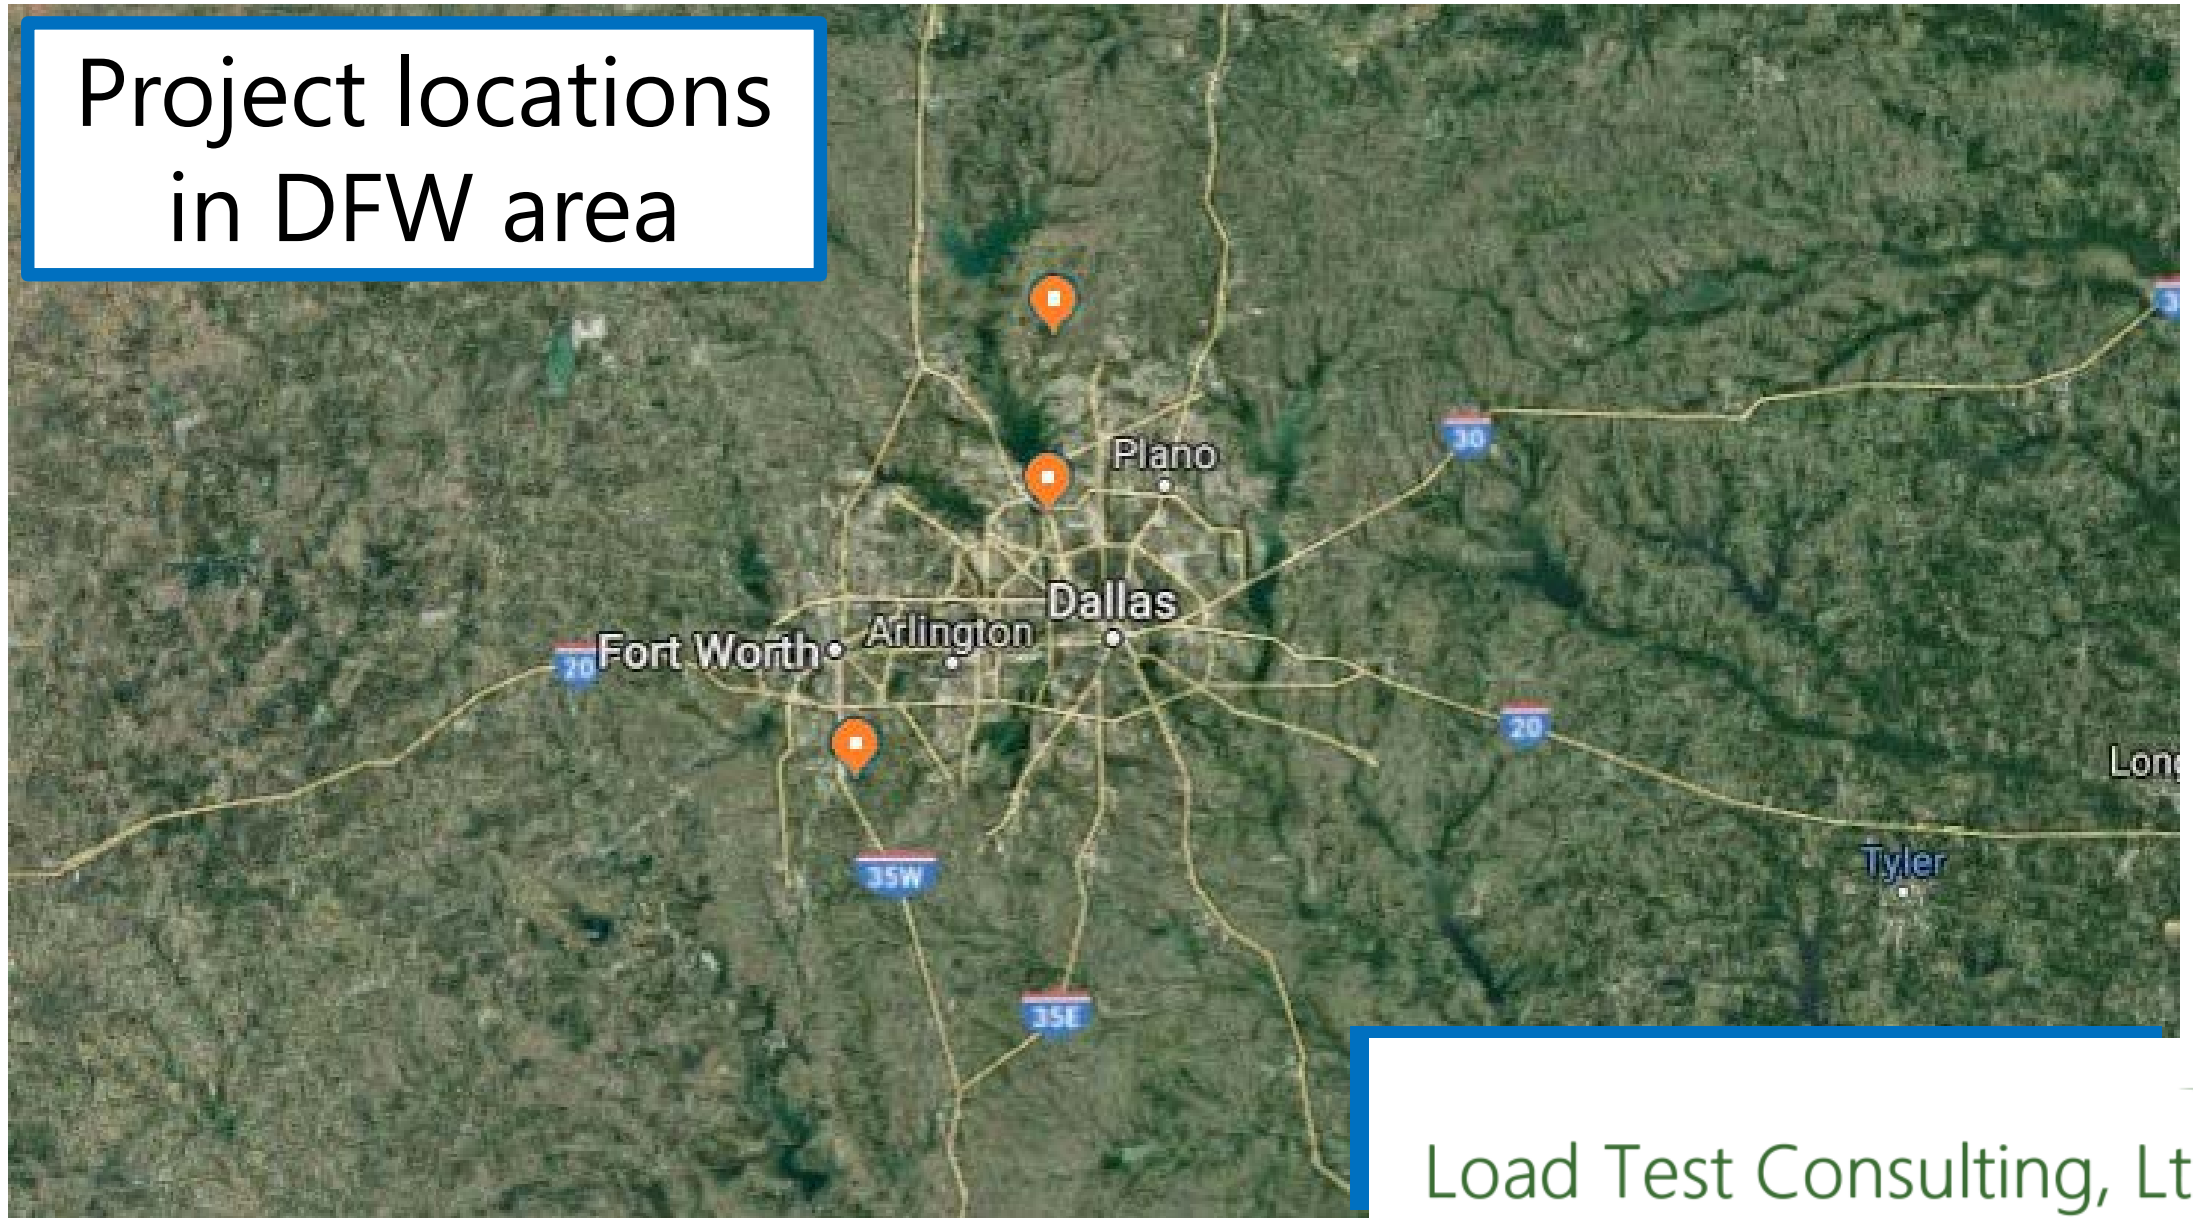 Project locations
in DFW area
30
Plano
Dallas
Arlington
Fort Worth
20
20
Tyler
35W
35E
Load Test Consulting, Lt